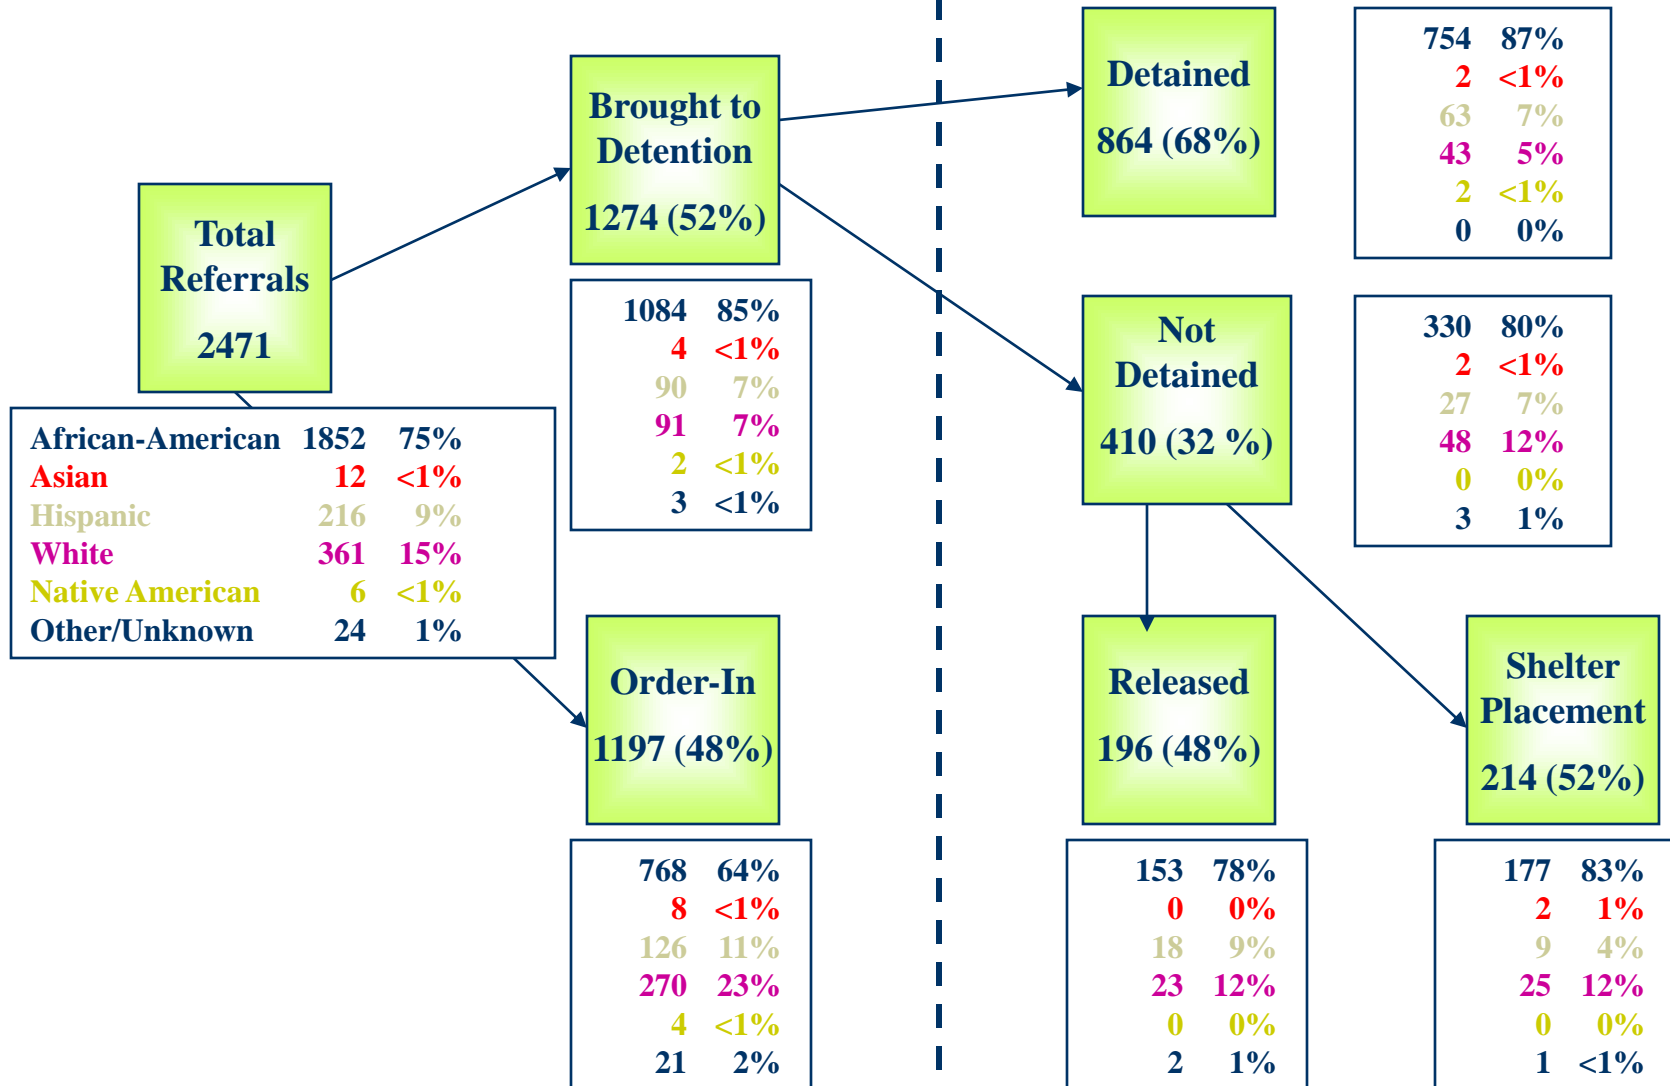 Total
Referrals
2471
African-American 1852 75%
Asian 12 <1%
Hispanic 216 9%
White 361 15%
Native American 6 <1%
Other/Unknown 24 1%
Brought to
Detention
1274 (52%)
1084 85%
4 <1%
90 7%
91 7%
2 <1%
3 <1%
Order-In
1197 (48%)
768 64%
8 <1%
126 11%
270 23%
4 <1%
21 2%
Detained
864 (68%)
754 87%
2 <1%
63 7%
43 5%
2 <1%
0 0%
Not
Detained
410 (32 %)
330 80%
2 <1%
27 7%
48 12%
0 0%
3 1%
Released
196 (48%)
153 78%
0 0%
18 9%
23 12%
0 0%
2 1%
Shelter
Placement
214 (52%)
177 83%
2 1%
9 4%
25 12%
0 0%
1 <1%